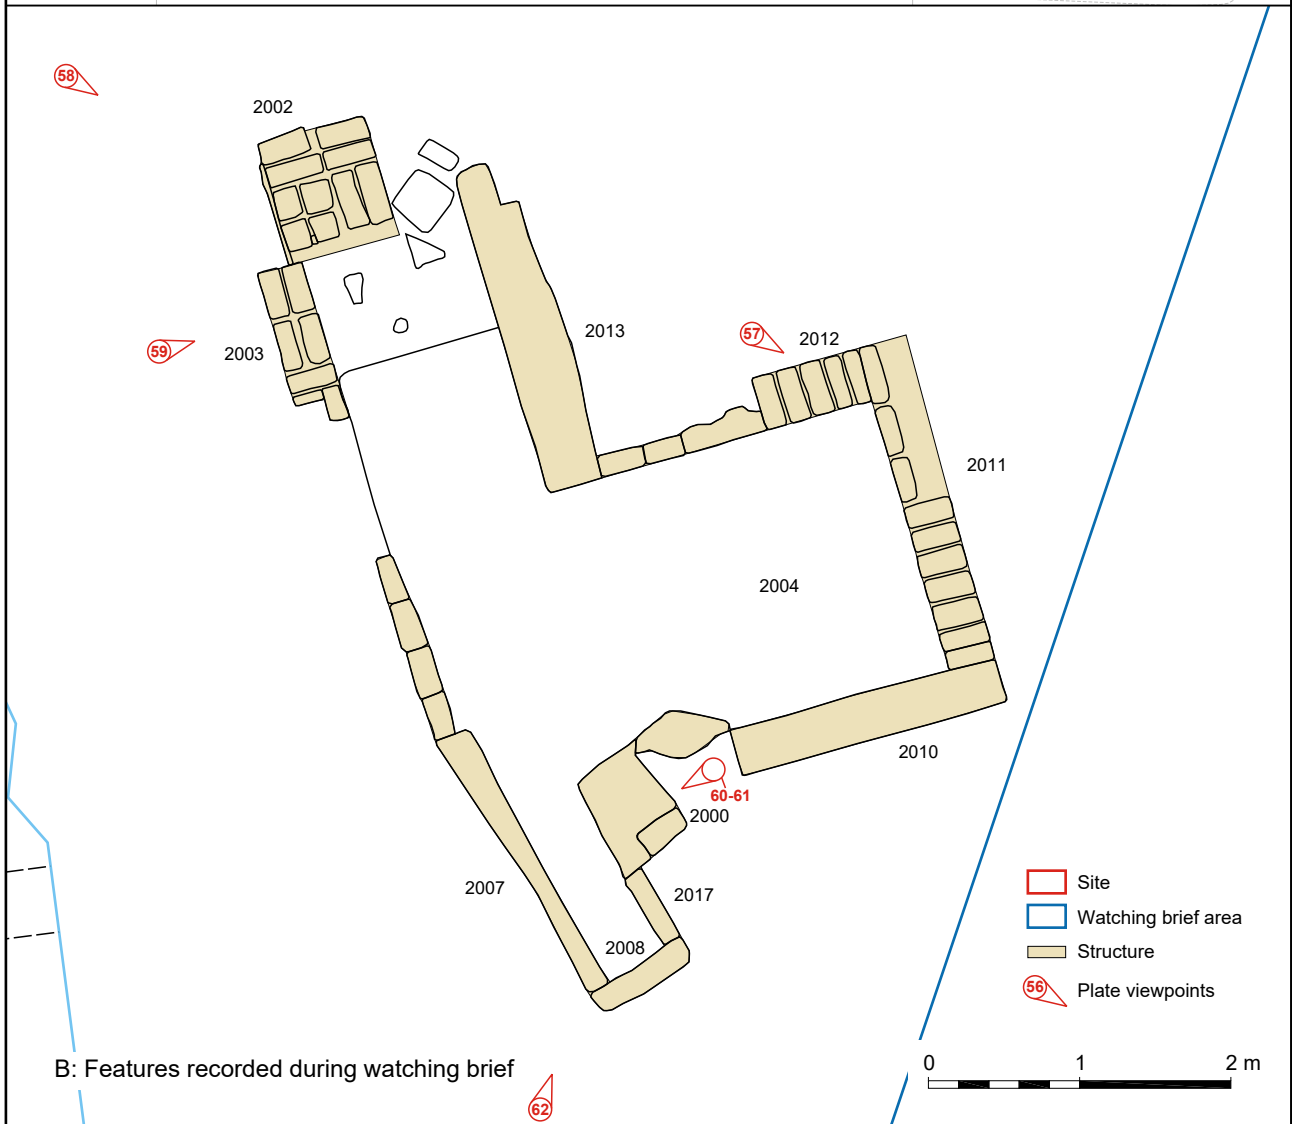 58
2002
2013
57
2012
59
2003
2011
2004
2010
60-61
2000
2007
2017
2008
Site
Watching brief area
Structure
56
Plate viewpoints
B: Features recorded during watching brief
0 1 2 m
62